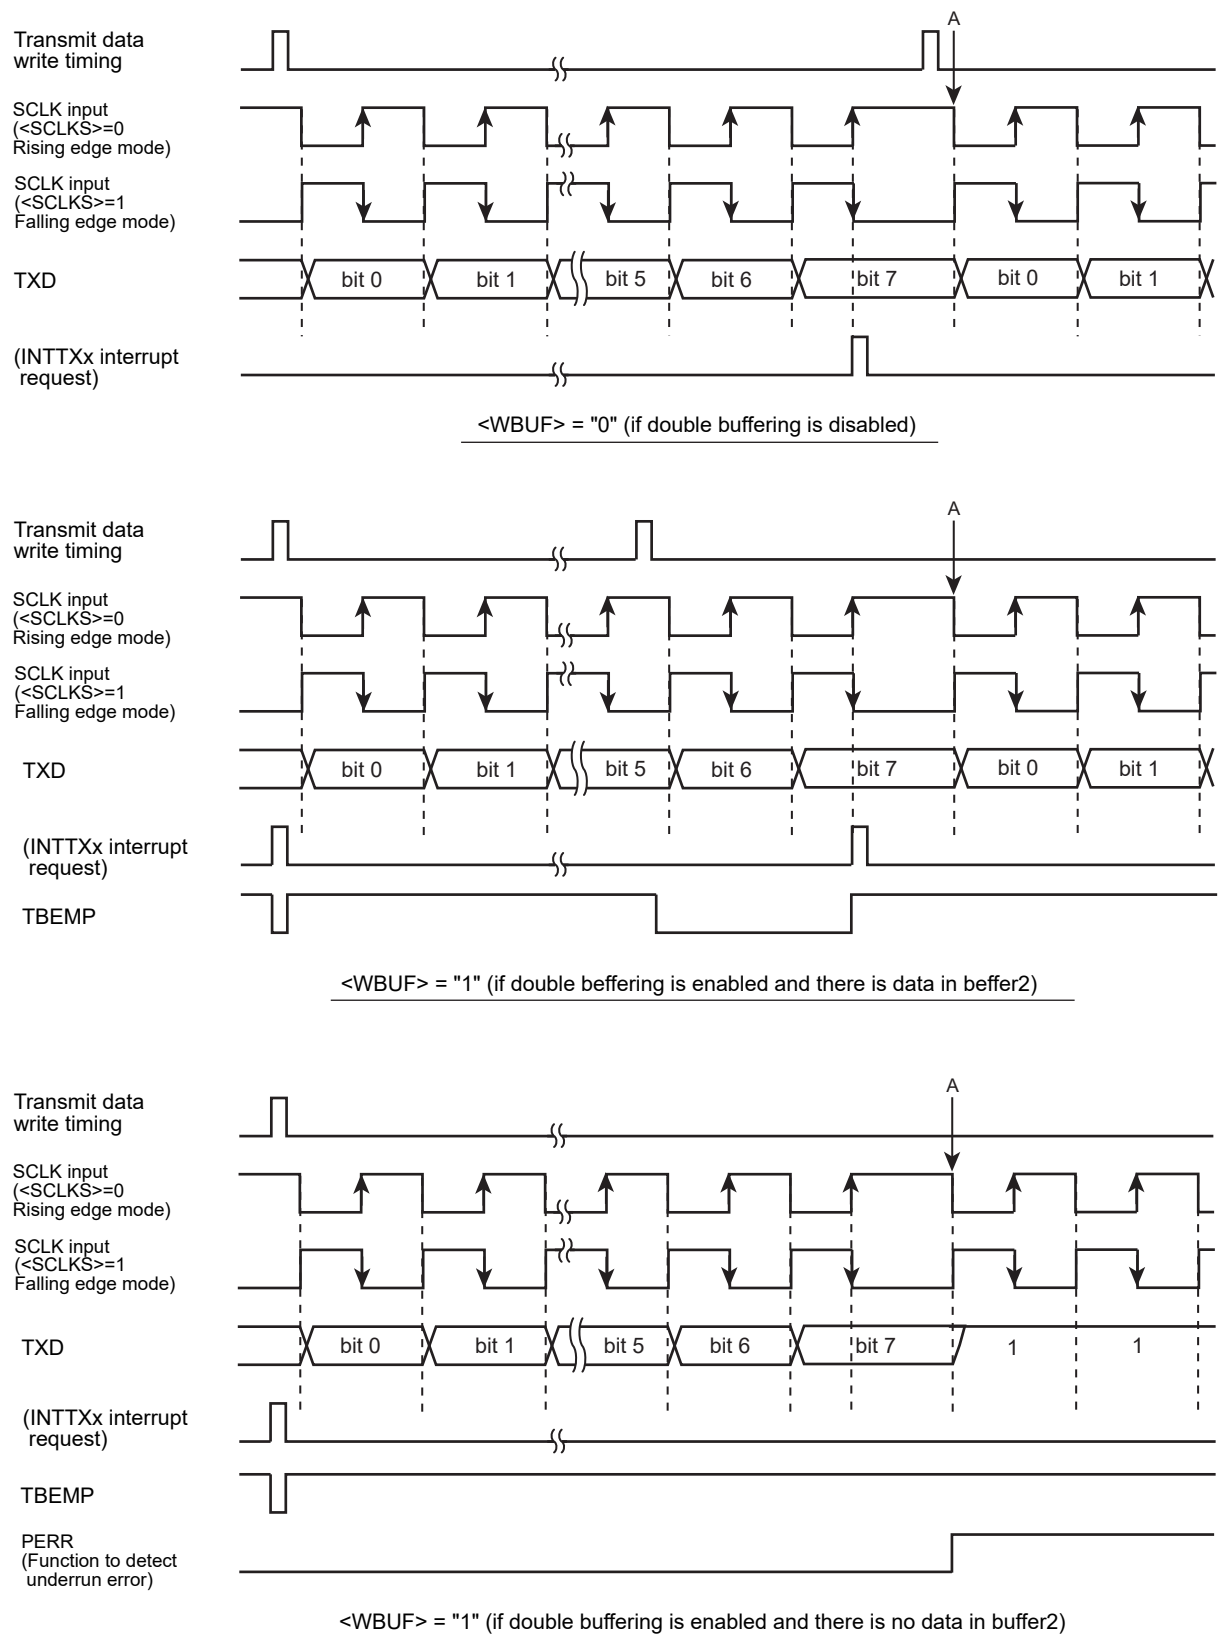 A
Transmit data
write timing
SCLK input
(<SCLKS>=0
Rising edge mode)
SCLK input
(<SCLKS>=1
Falling edge mode)
TXD
bit 0 bit 1 bit 5 bit 6 bit 7 bit 0 bit 1
(INTTXx interrupt
request)
<WBUF> = "0" (if double buffering is disabled)
A
Transmit data
write timing
SCLK input
(<SCLKS>=0
Rising edge mode)
SCLK input
(<SCLKS>=1
Falling edge mode)
TXD
bit 0 bit 1 bit 5 bit 6 bit 7 bit 0 bit 1
(INTTXx interrupt
request)
TBEMP
<WBUF> = "1" (if double beffering is enabled and there is data in beffer2)
A
Transmit data
write timing
SCLK input
(<SCLKS>=0
Rising edge mode)
SCLK input
(<SCLKS>=1
Falling edge mode)
TXD
bit 0 bit 1 bit 5 bit 6 bit 7 1 1
(INTTXx interrupt
request)
TBEMP
PERR
(Function to detect
underrun error)
<WBUF> = "1" (if double buffering is enabled and there is no data in buffer2)